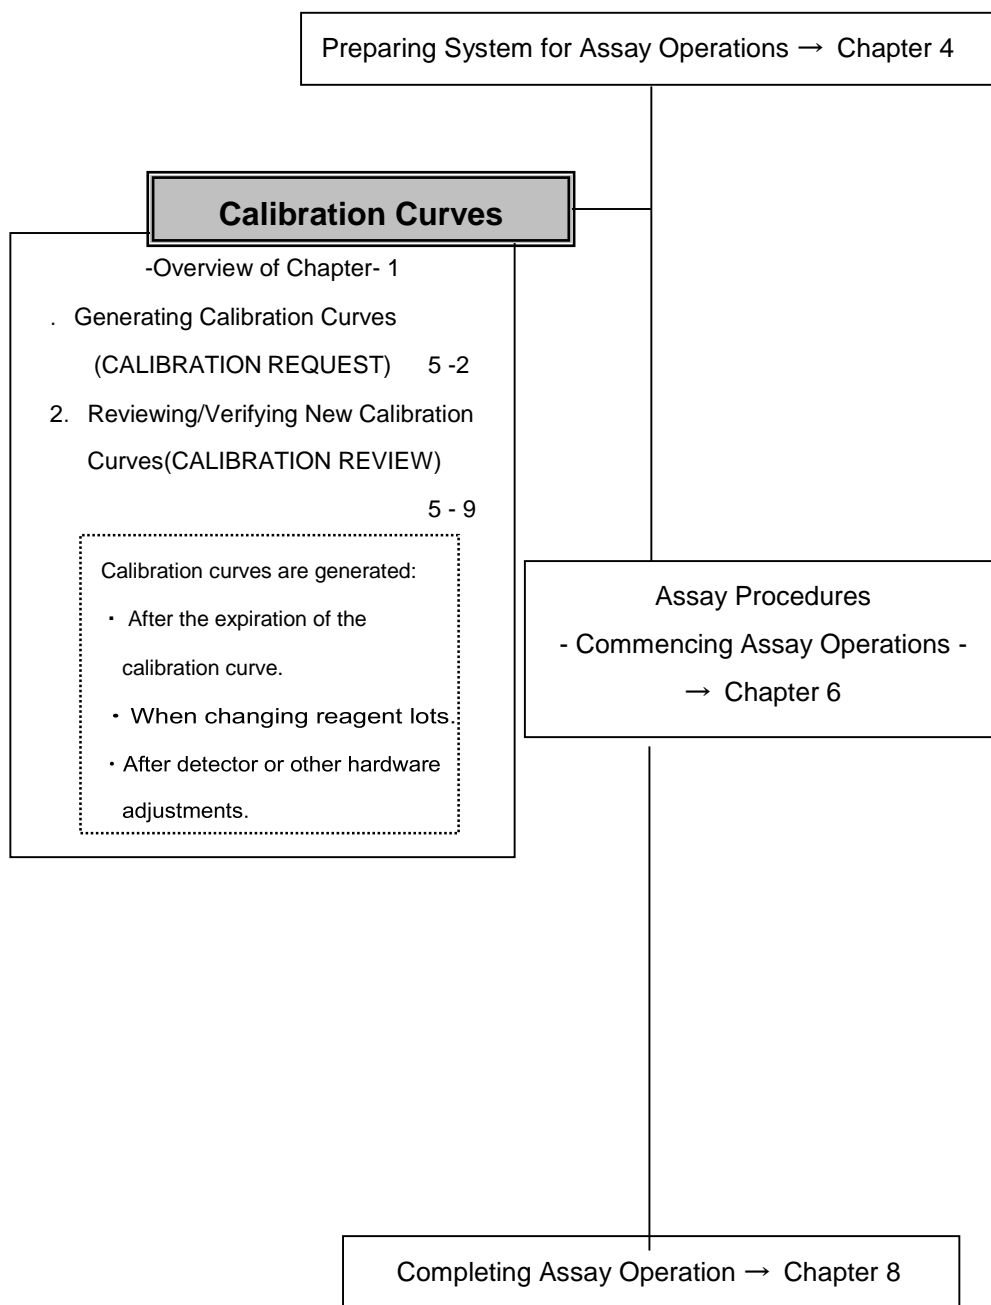 Preparing System for Assay Operations → Chapter 4
Calibration Curves
-Overview of Chapter- 1
. Generating Calibration Curves
(CALIBRATION REQUEST) 5 -2
2. Reviewing/Verifying New Calibration
Curves(CALIBRATION REVIEW)
5 - 9
Calibration curves are generated:
・ After the expiration of the
calibration curve.
・ When changing reagent lots.
・ After detector or other hardware
adjustments.
Assay Procedures
- Commencing Assay Operations -
→ Chapter 6
Completing Assay Operation → Chapter 8